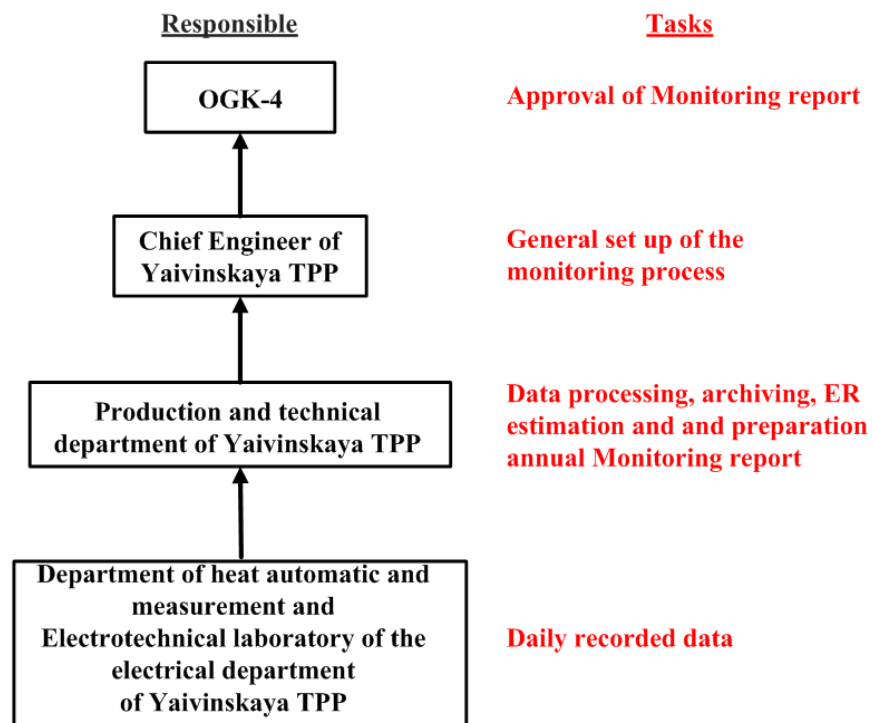 Responsible
Tasks
OGK-4
Approval of Monitoring report
Chief Engineer of
Yaivinskaya TPP
General set up of the
monitoring process
Production and technical
department of Yaivinskaya TPP
Data processing, archiving, ER
estimation and and preparation
annual Monitoring report
Department of heat automatic and
measurement and
Electrotechnical laboratory of the
electrical department
of Yaivinskaya TPP
Daily recorded data